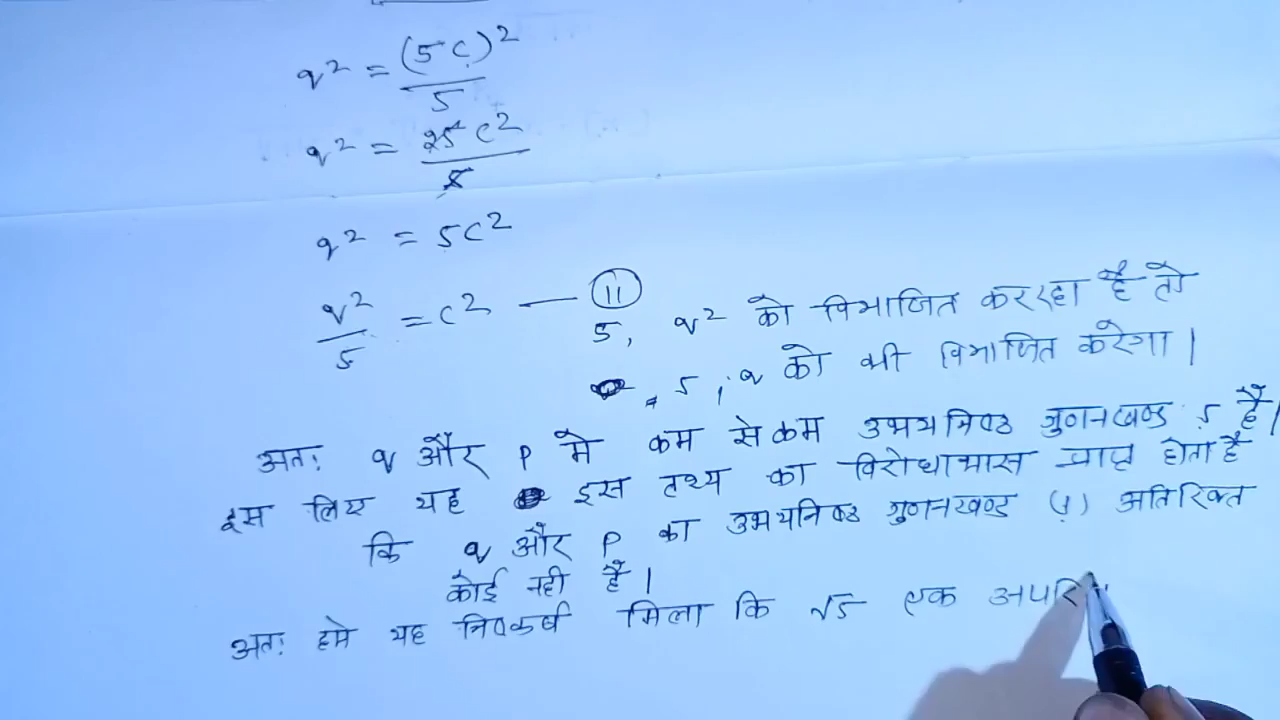 q² = (5c)²/5
q² = 25c²/5
q² = 5c²
q²/5 = c² — (11)
5, q² को विभाजित कर रहा है तो
5, q को भी विभाजित करेगा।
अतः q और p मे कम से कम उभयनिष्ठ गुणनखण्ड 5 है।
इस लिए यह इस तथ्य का विरोधाभास प्राप्त होता है
कि q और p का उभयनिष्ठ गुणनखण्ड (1) अतिरिक्त
कोई नही है।
अतः हमे यह निष्कर्ष मिला कि √5 एक